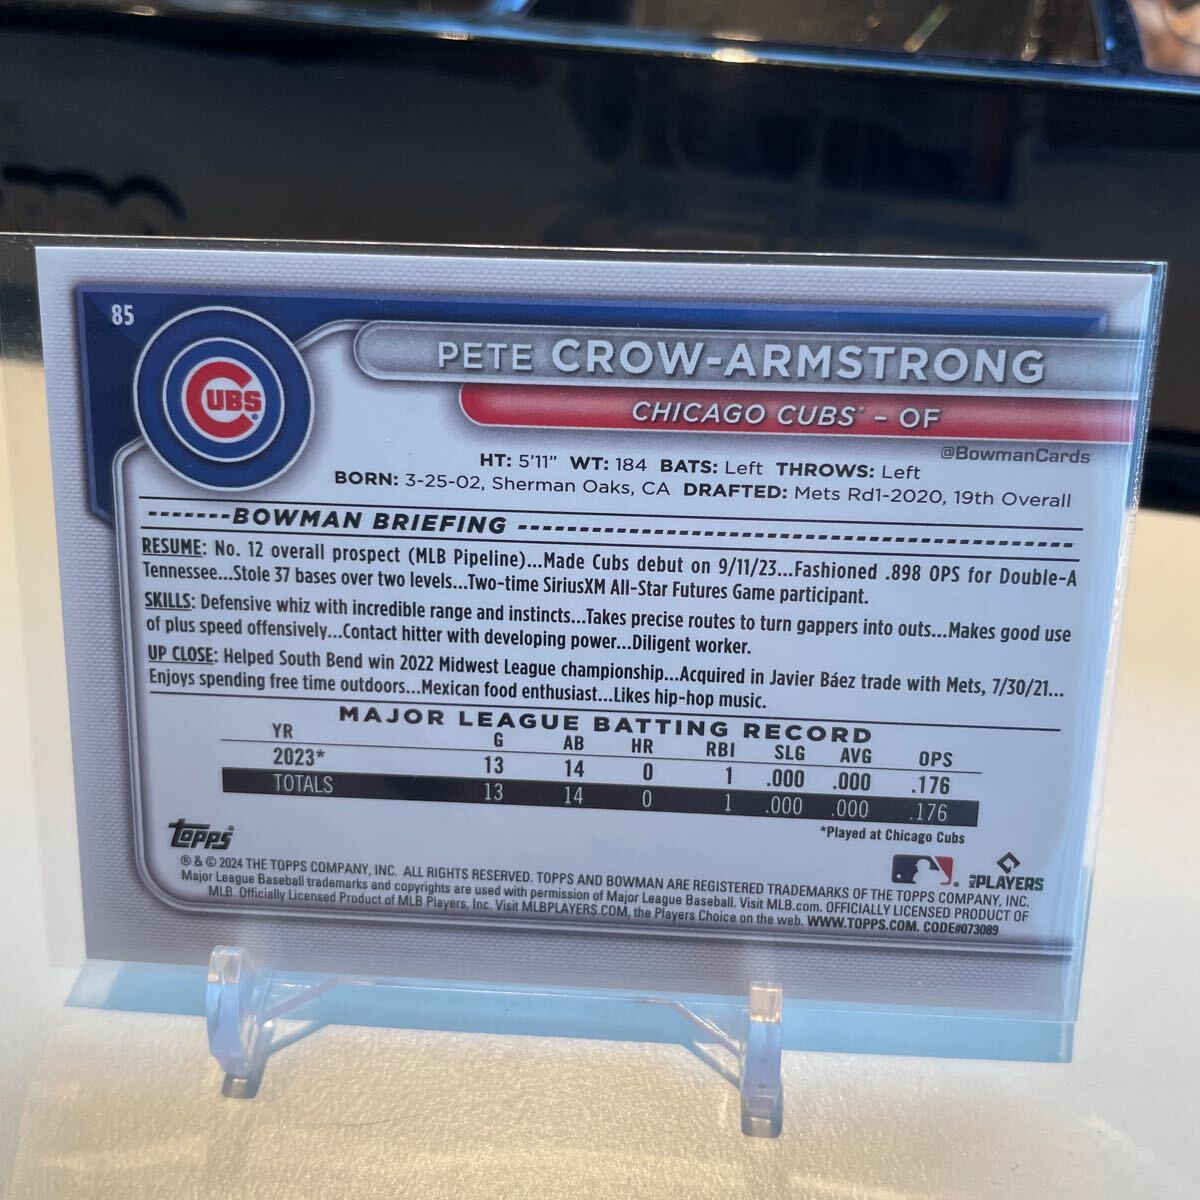 85
CUBS
PETE CROW-ARMSTRONG
CHICAGO CUBS - OF
@BowmanCards
HT: 5'11" WT: 184 BATS: Left THROWS: Left
BORN: 3-25-02, Sherman Oaks, CA DRAFTED: Mets Rd1-2020, 19th Overall
BOWMAN BRIEFING
RESUME: No. 12 overall prospect (MLB Pipeline)...Made Cubs debut on 9/11/23...Fashioned .898 OPS for Double-A
Tennessee...Stole 37 bases over two levels...Two-time SiriusXM All-Star Futures Game participant.
SKILLS: Defensive whiz with incredible range and instincts...Takes precise routes to turn gappers into outs...Makes good use
of plus speed offensively...Contact hitter with developing power...Diligent worker.
UP CLOSE: Helped South Bend win 2022 Midwest League championship...Acquired in Javier Báez trade with Mets, 7/30/21...
Enjoys spending free time outdoors...Mexican food enthusiast...Likes hip-hop music.
MAJOR LEAGUE BATTING RECORD
YR G AB HR RBI SLG AVG OPS
2023* 13 14 0 1 .000 .000 .176
TOTALS 13 14 0 1 .000 .000 .176
*Played at Chicago Cubs
topps
MLB PLAYERS
® & © 2024 THE TOPPS COMPANY, INC. ALL RIGHTS RESERVED. TOPPS AND BOWMAN ARE REGISTERED TRADEMARKS OF THE TOPPS COMPANY, INC.
Major League Baseball trademarks and copyrights are used with permission of Major League Baseball. Visit MLB.com. OFFICIALLY LICENSED PRODUCT OF
MLB. Officially Licensed Product of MLB Players, Inc. Visit MLBPLAYERS.COM, the Players Choice on the web. WWW.TOPPS.COM. CODE#073089